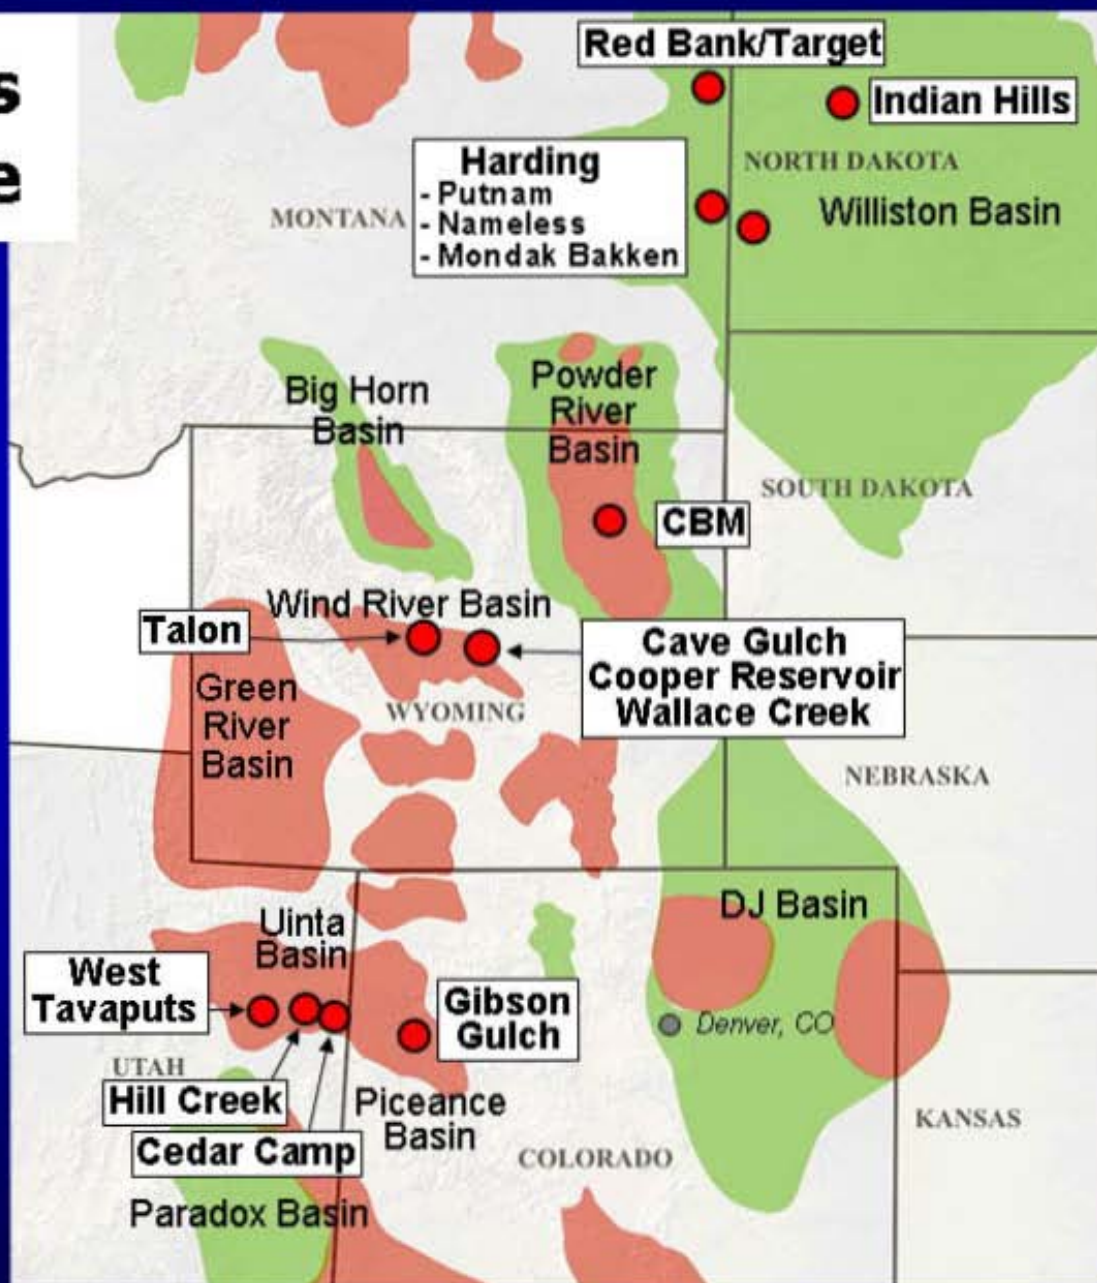 s
e
Red Bank/Target
Indian Hills
Harding
- Putnam
- Nameless
- Mondak Bakken
NORTH DAKOTA
MONTANA
Williston Basin
Big Horn
Basin
Powder
River
Basin
SOUTH DAKOTA
CBM
Wind River Basin
Talon
Cave Gulch
Cooper Reservoir
Wallace Creek
Green
River
Basin
WYOMING
NEBRASKA
DJ Basin
Uinta
Basin
West
Tavaputs
Gibson
Gulch
Denver, CO
UTAH
Hill Creek
Piceance
Basin
KANSAS
Cedar Camp
COLORADO
Paradox Basin